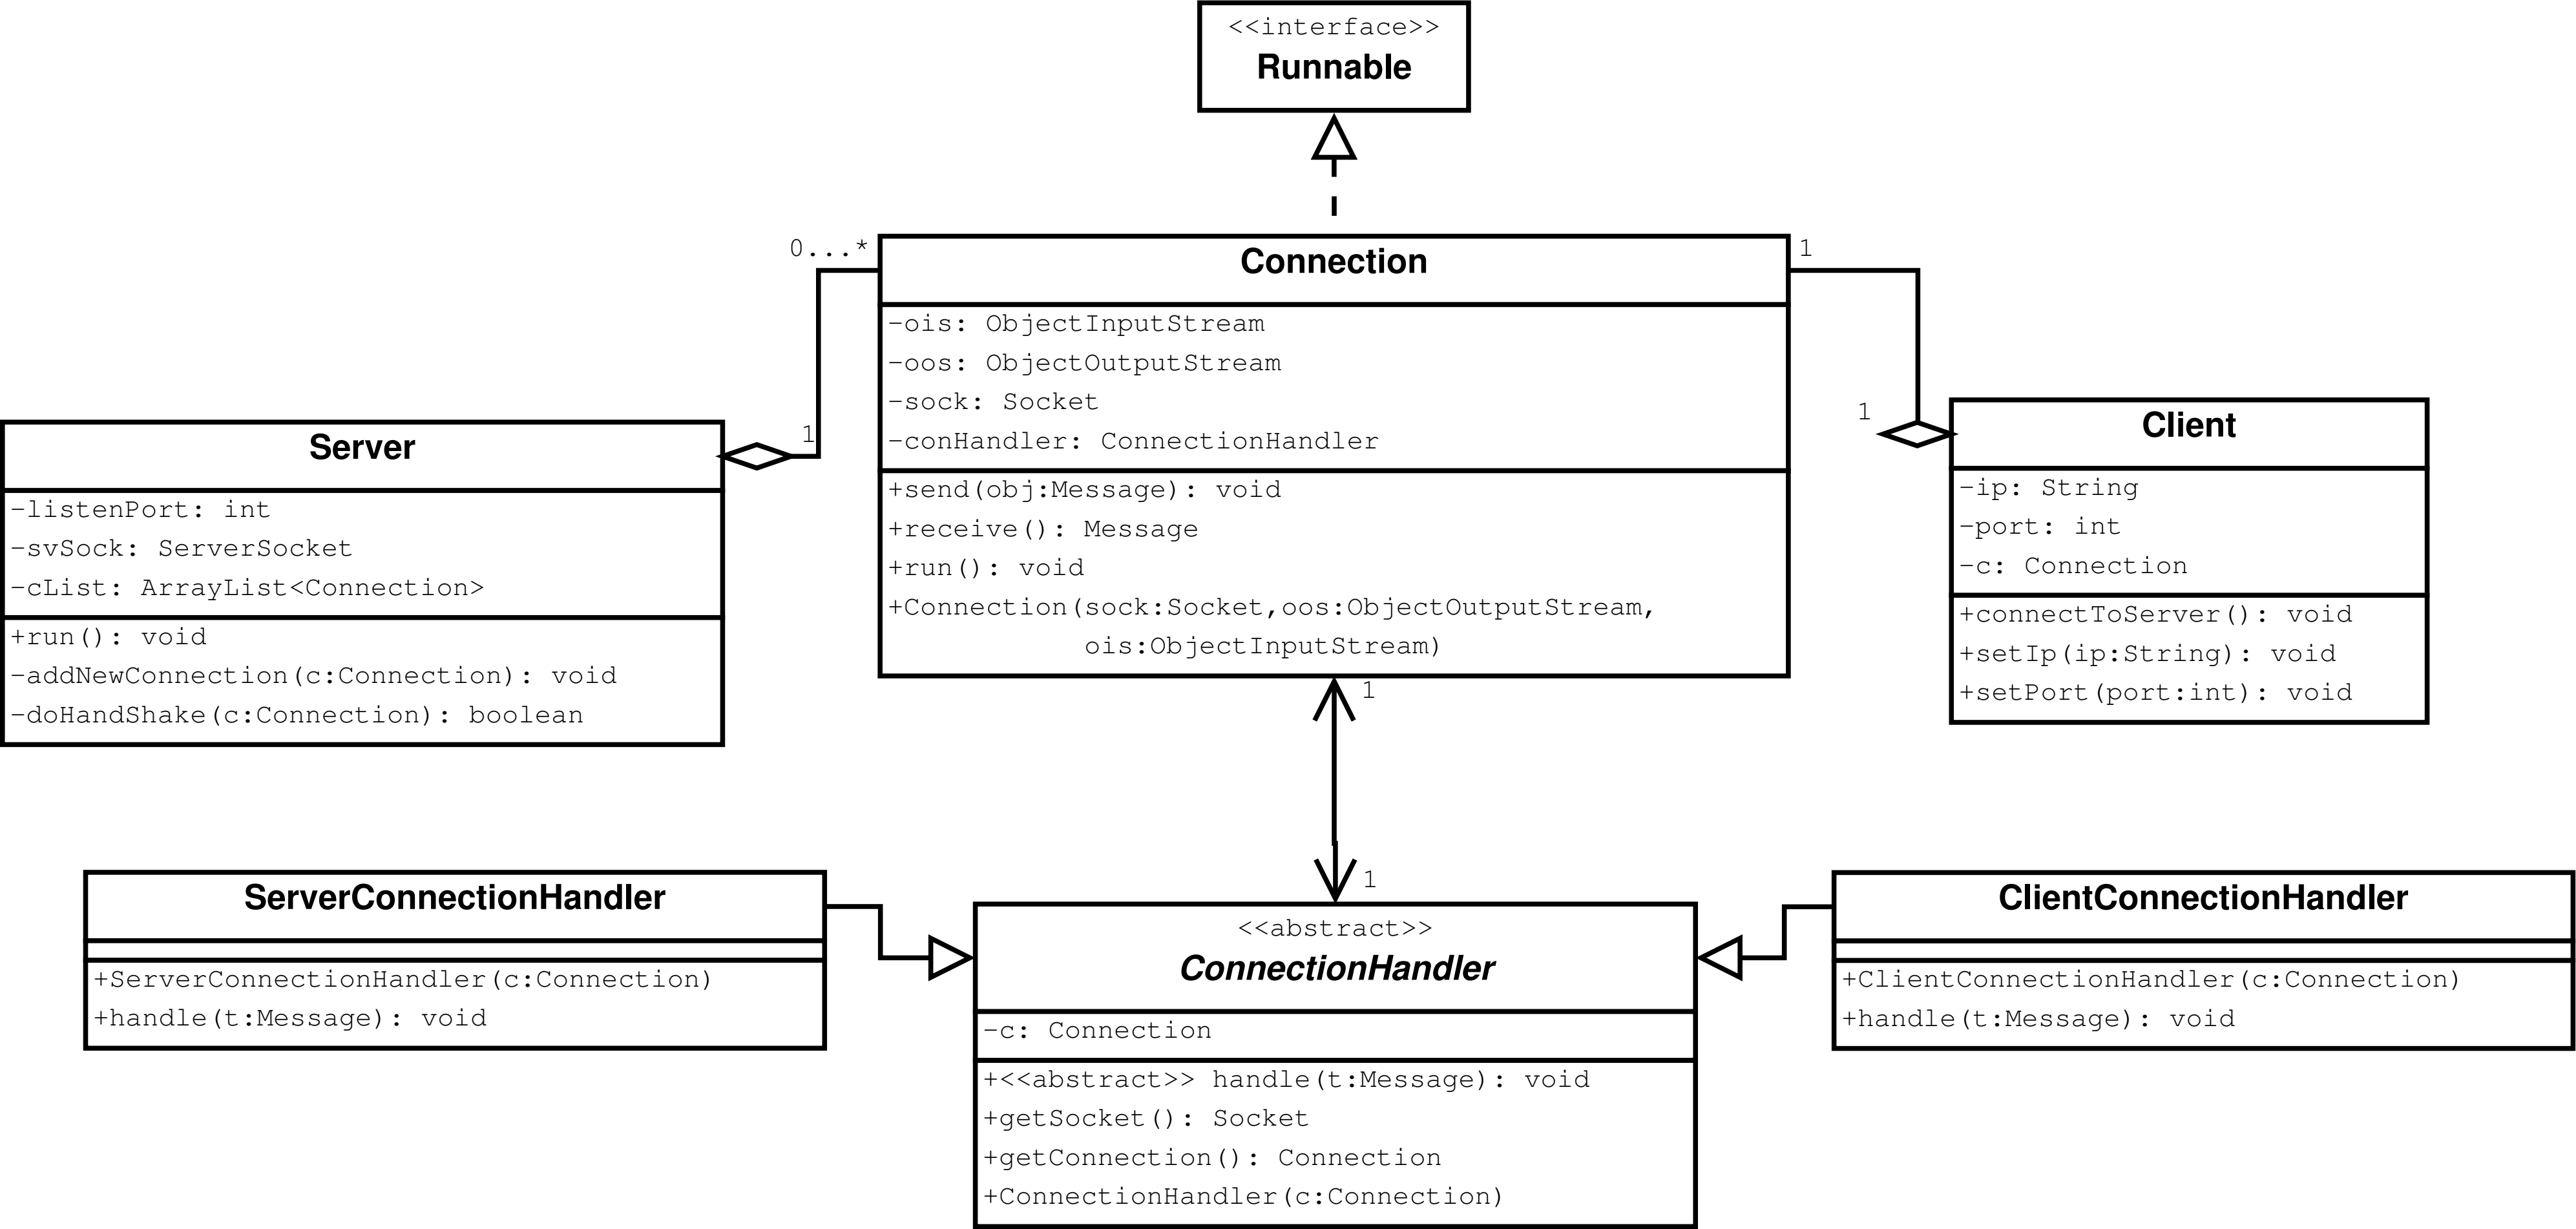 <<interface>>
Runnable
0...*
Connection
1
-ois: ObjectInputStream
-oos: ObjectOutputStream
-sock: Socket
-conHandler: ConnectionHandler
+send(obj:Message): void
+receive(): Message
+run(): void
+Connection(sock:Socket,oos:ObjectOutputStream,
ois:ObjectInputStream)
1
Server
1
-listenPort: int
-svSock: ServerSocket
-cList: ArrayList<Connection>
+run(): void
-addNewConnection(c:Connection): void
-doHandShake(c:Connection): boolean
1
Client
-ip: String
-port: int
-c: Connection
+connectToServer(): void
+setIp(ip:String): void
+setPort(port:int): void
1
ServerConnectionHandler
+ServerConnectionHandler(c:Connection)
+handle(t:Message): void
<<abstract>>
ConnectionHandler
-c: Connection
+<<abstract>> handle(t:Message): void
+getSocket(): Socket
+getConnection(): Connection
+ConnectionHandler(c:Connection)
ClientConnectionHandler
+ClientConnectionHandler(c:Connection)
+handle(t:Message): void